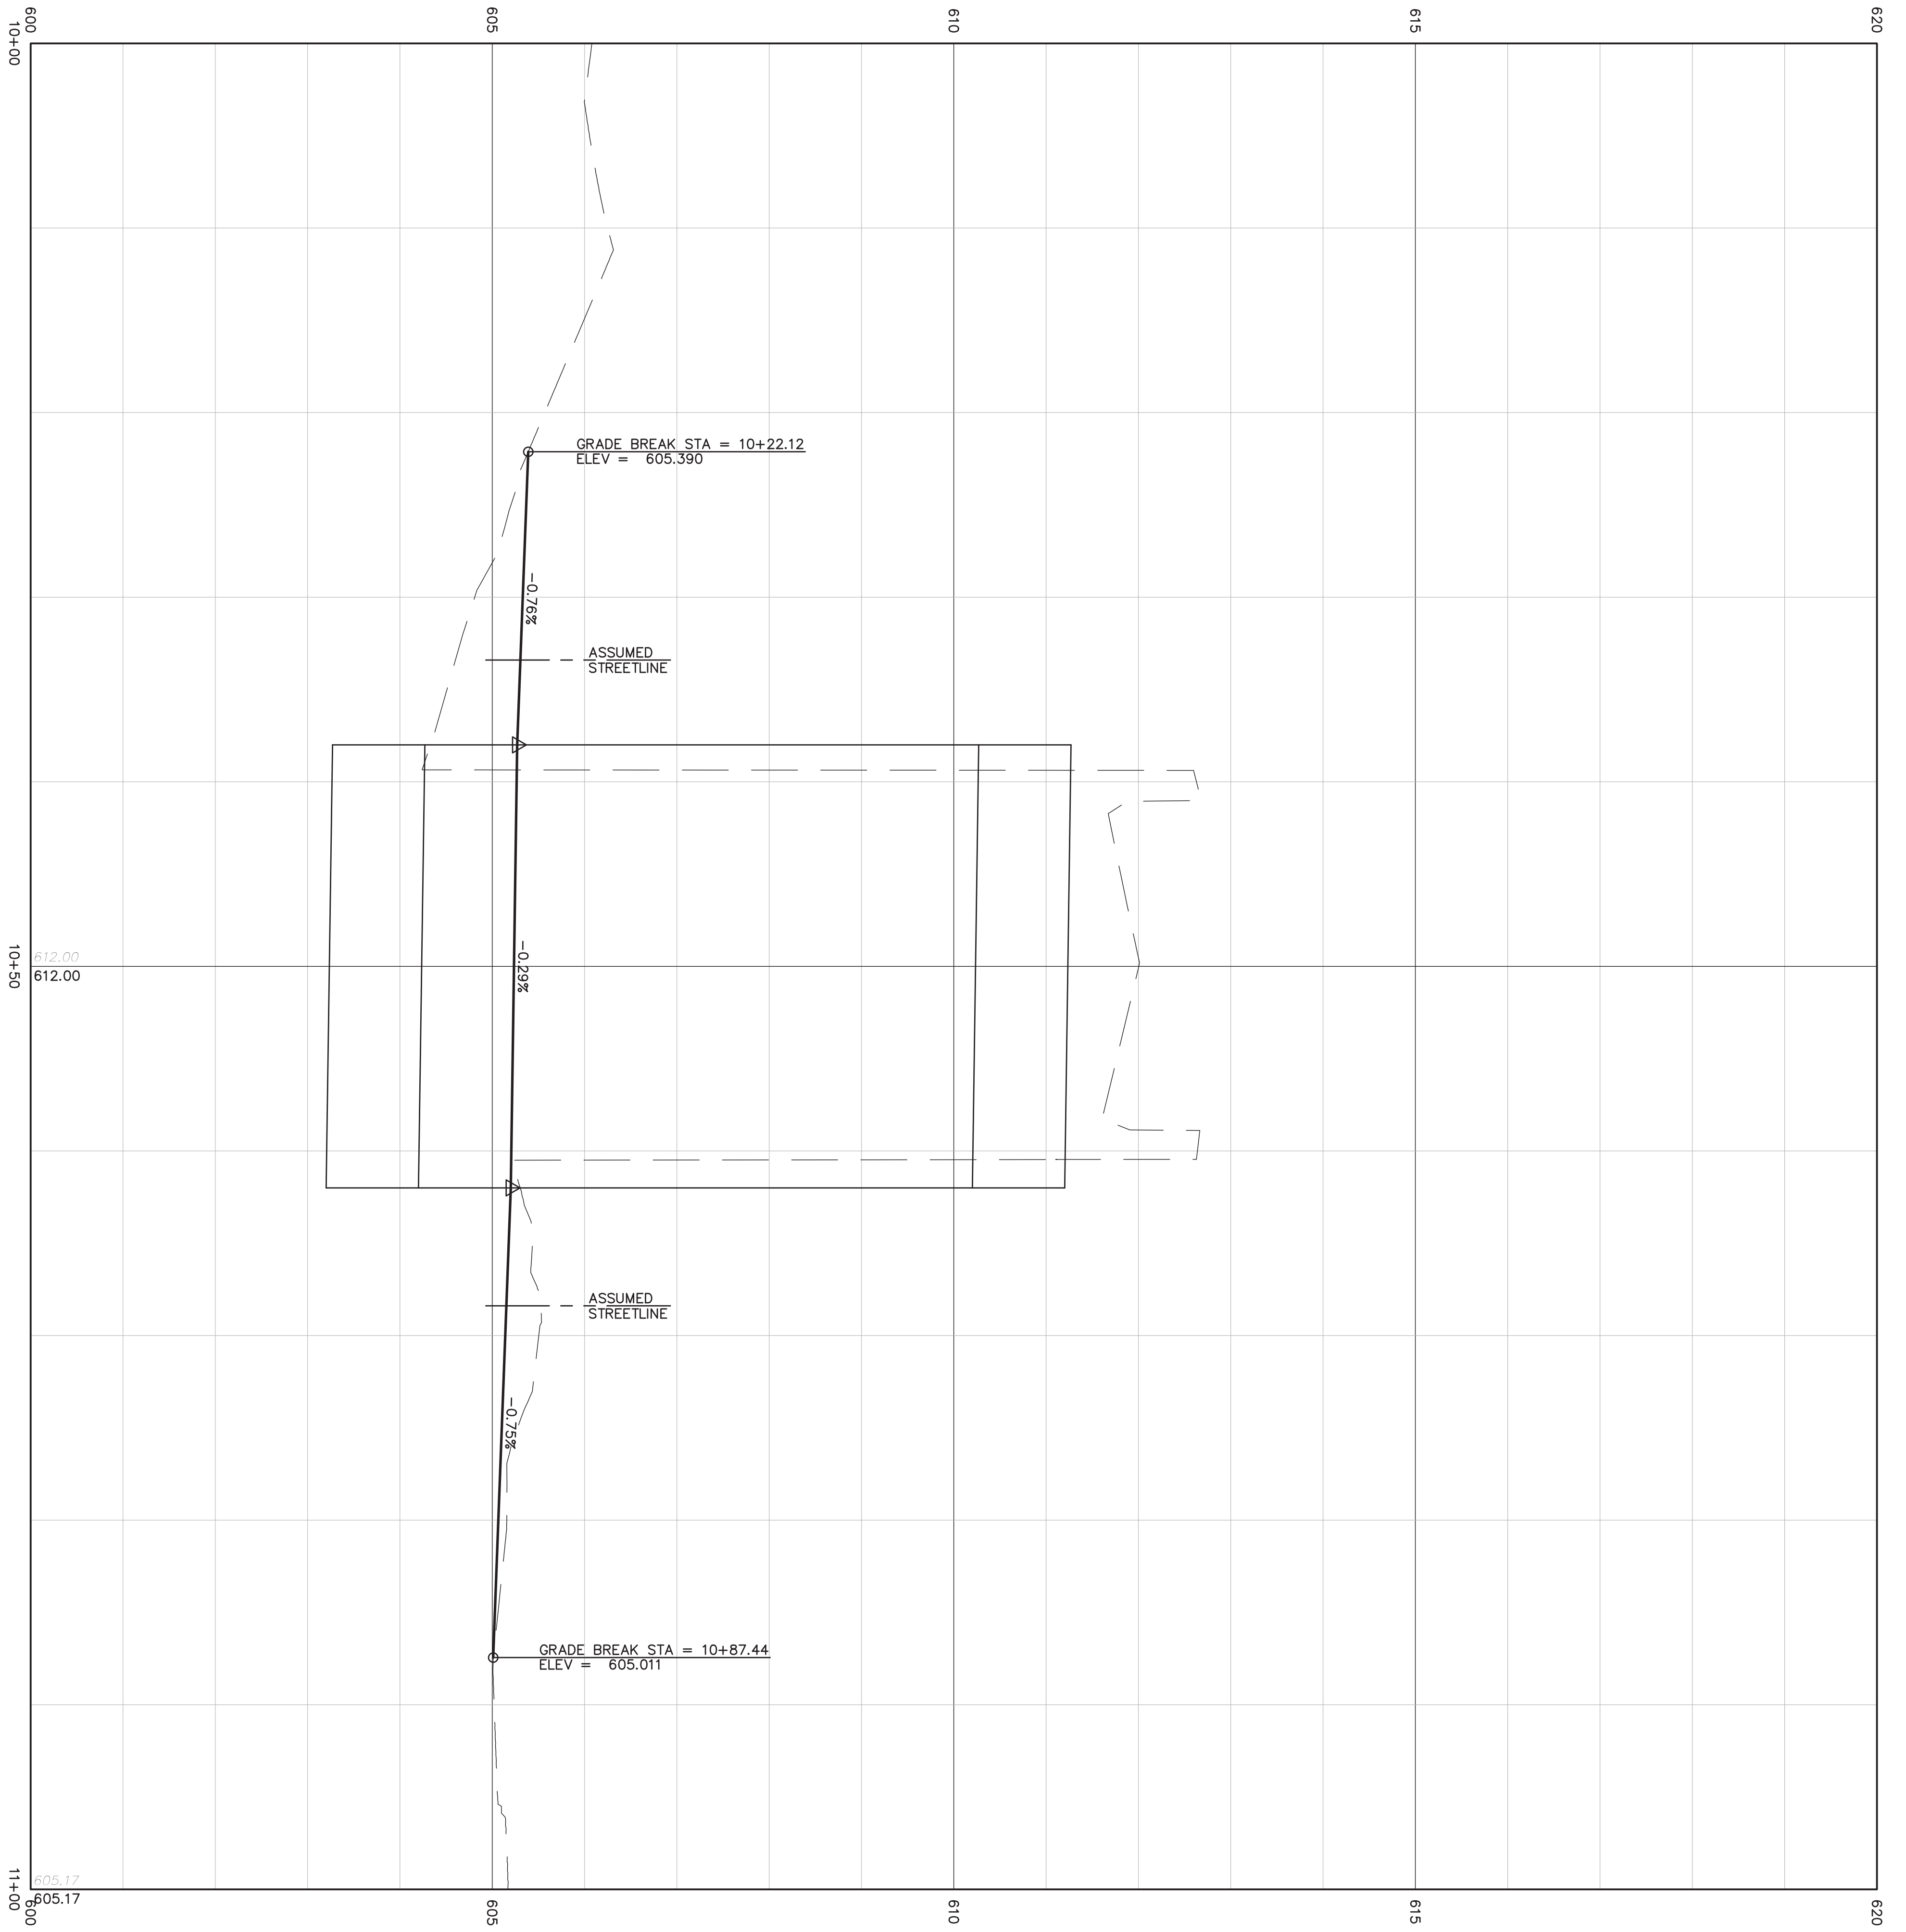 600
605
610
615
620
10+00
GRADE BREAK STA = 10+22.12
ELEV = 605.390
-0.76%
ASSUMED
STREETLINE
10+50
612.00
612.00
-0.29%
ASSUMED
STREETLINE
-0.75%
GRADE BREAK STA = 10+87.44
ELEV = 605.011
11+00
605.17
605.17
600
605
610
615
620